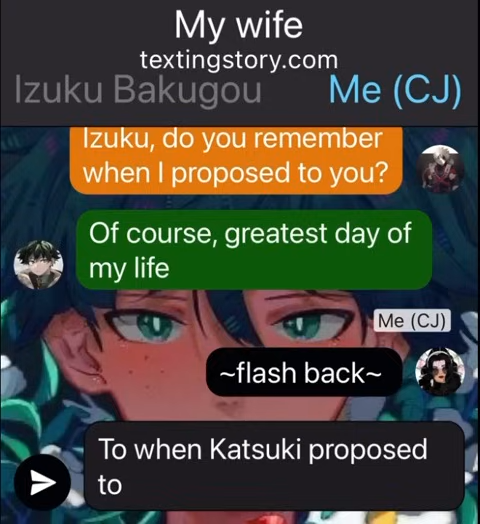 My wife
textingstory.com
Izuku Bakugou
Me (CJ)
Izuku, do you remember
when I proposed to you?
Of course, greatest day of
my life
Me (CJ)
~flash back~
To when Katsuki proposed
to